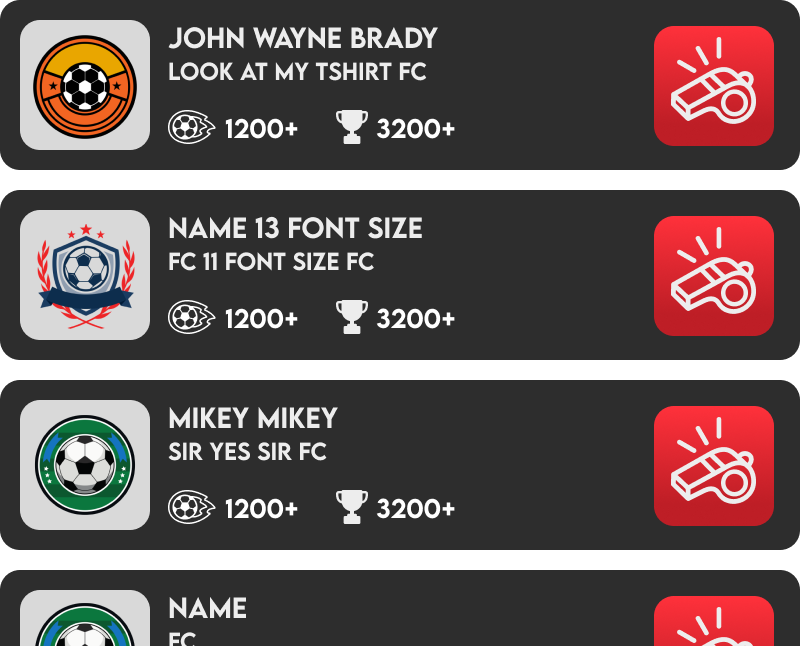 JOHN WAYNE BRADY
LOOK AT MY TSHIRT FC
1200+ 3200+
NAME 13 FONT SIZE
FC 11 FONT SIZE FC
1200+ 3200+
MIKEY MIKEY
SIR YES SIR FC
1200+ 3200+
NAME
FC